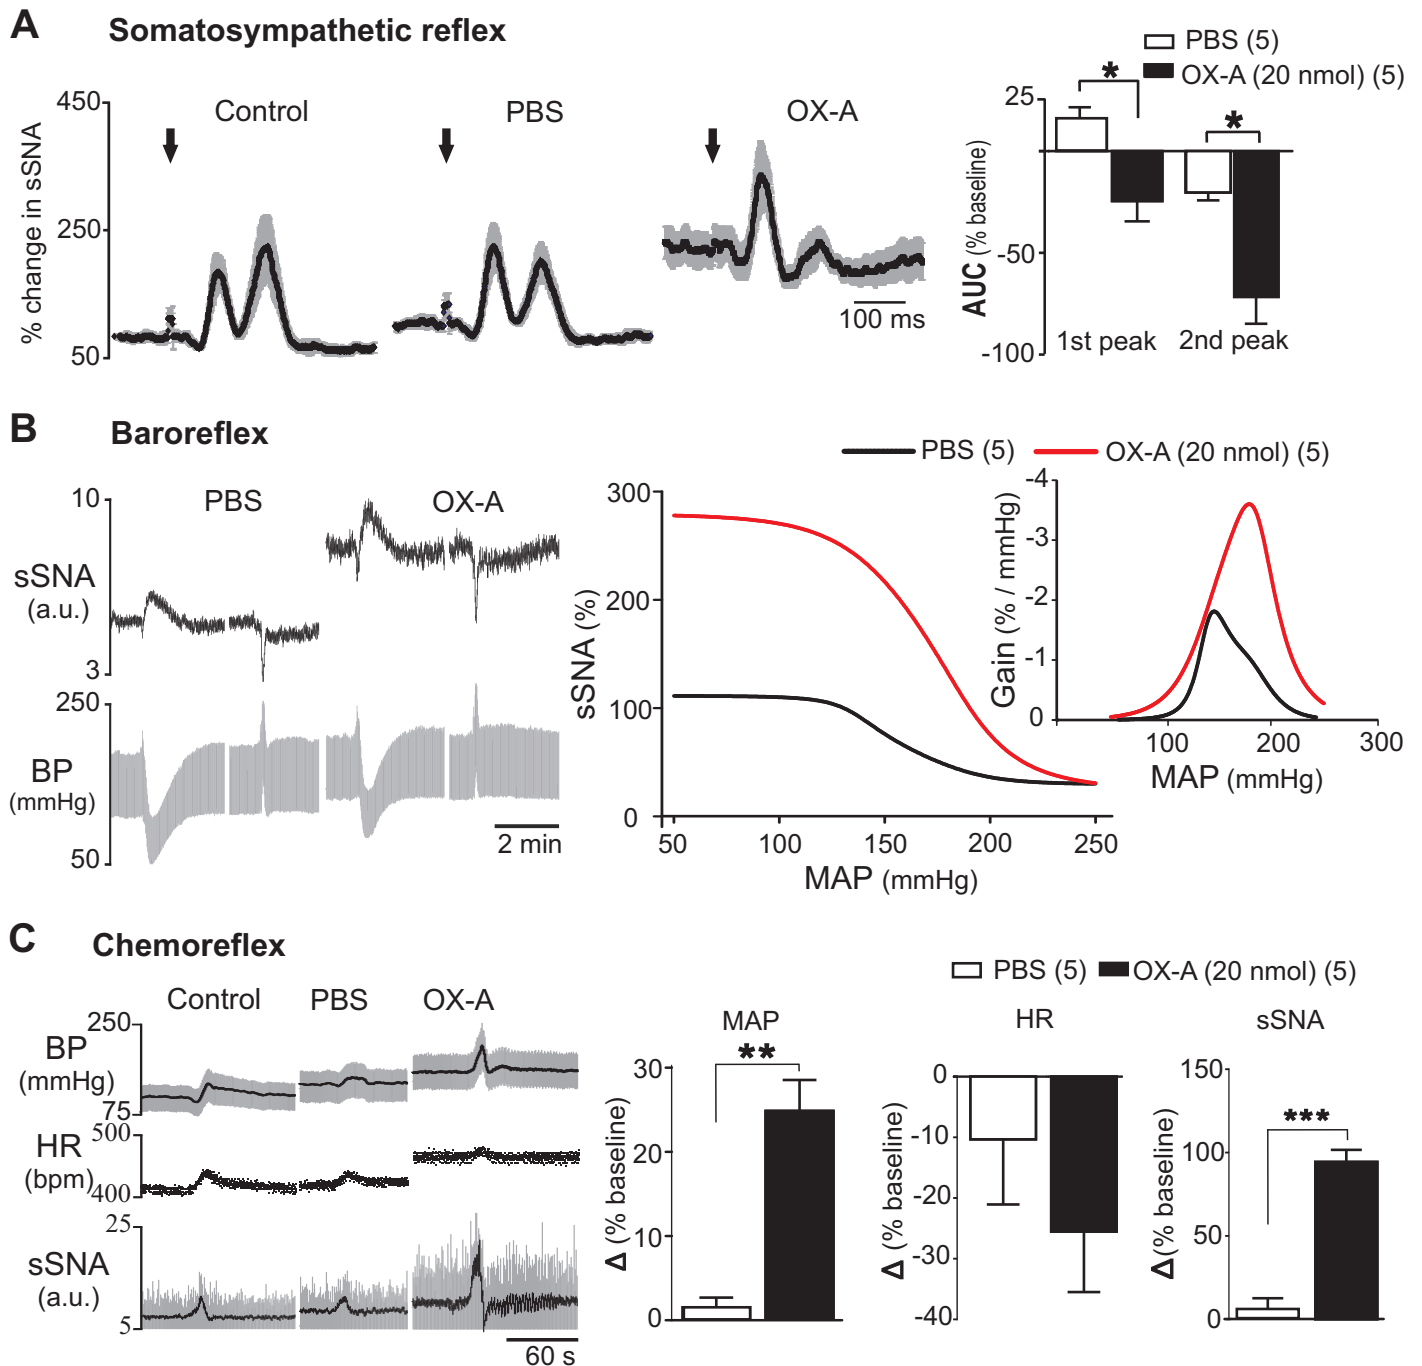 A Somatosympathetic reflex
PBS (5)
OX-A (20 nmol) (5)
Control PBS OX-A
% change in sSNA
450
250
50
100 ms
AUC (% baseline)
25
-50
-100
* *
1st peak 2nd peak
B Baroreflex
PBS (5) OX-A (20 nmol) (5)
PBS OX-A
sSNA
(a.u.)
10
3
BP
(mmHg)
250
50
2 min
sSNA (%)
300
200
100
0
50 100 150 200 250
MAP (mmHg)
Gain (% / mmHg)
-4
-3
-2
-1
0
100 200 300
MAP (mmHg)
C Chemoreflex
PBS (5) OX-A (20 nmol) (5)
Control PBS OX-A
BP
(mmHg)
250
75
HR
(bpm)
500
400
sSNA
(a.u.)
25
5
60 s
MAP
**
Δ (% baseline)
30
20
10
0
HR
Δ (% baseline)
0
-10
-20
-30
-40
sSNA
***
Δ(% baseline)
150
100
50
0